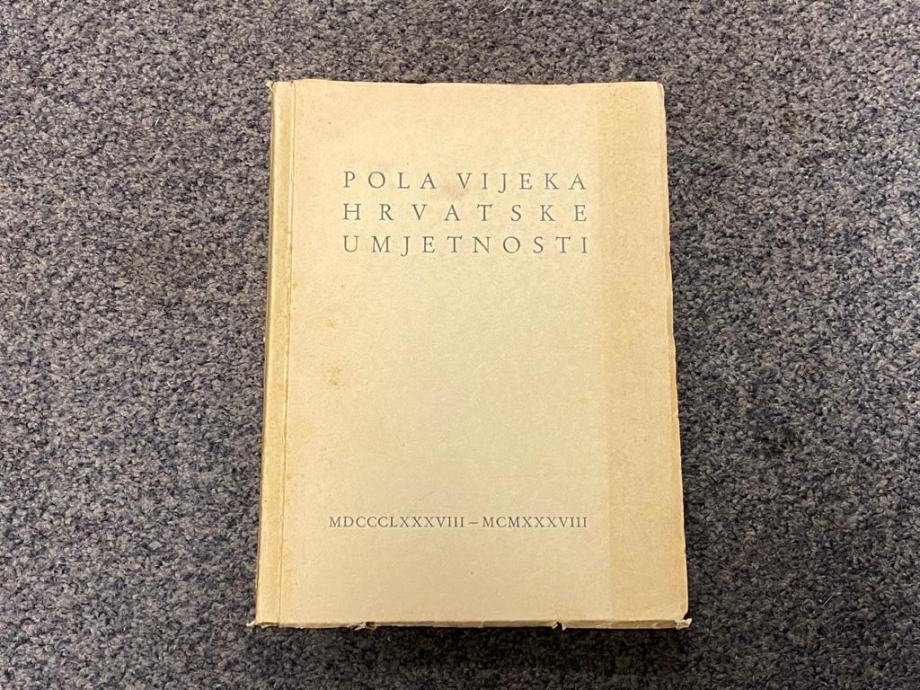 POLA VIJEKA
HRVATSKE
UMJETNOSTI
MDCCCLXXXVIII – MCMXXXVIII